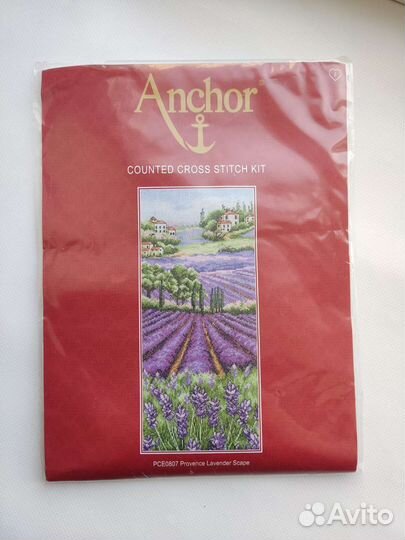 Anchor
COUNTED CROSS STITCH KIT
PCE0807 Provence Lavender Scape
Avito